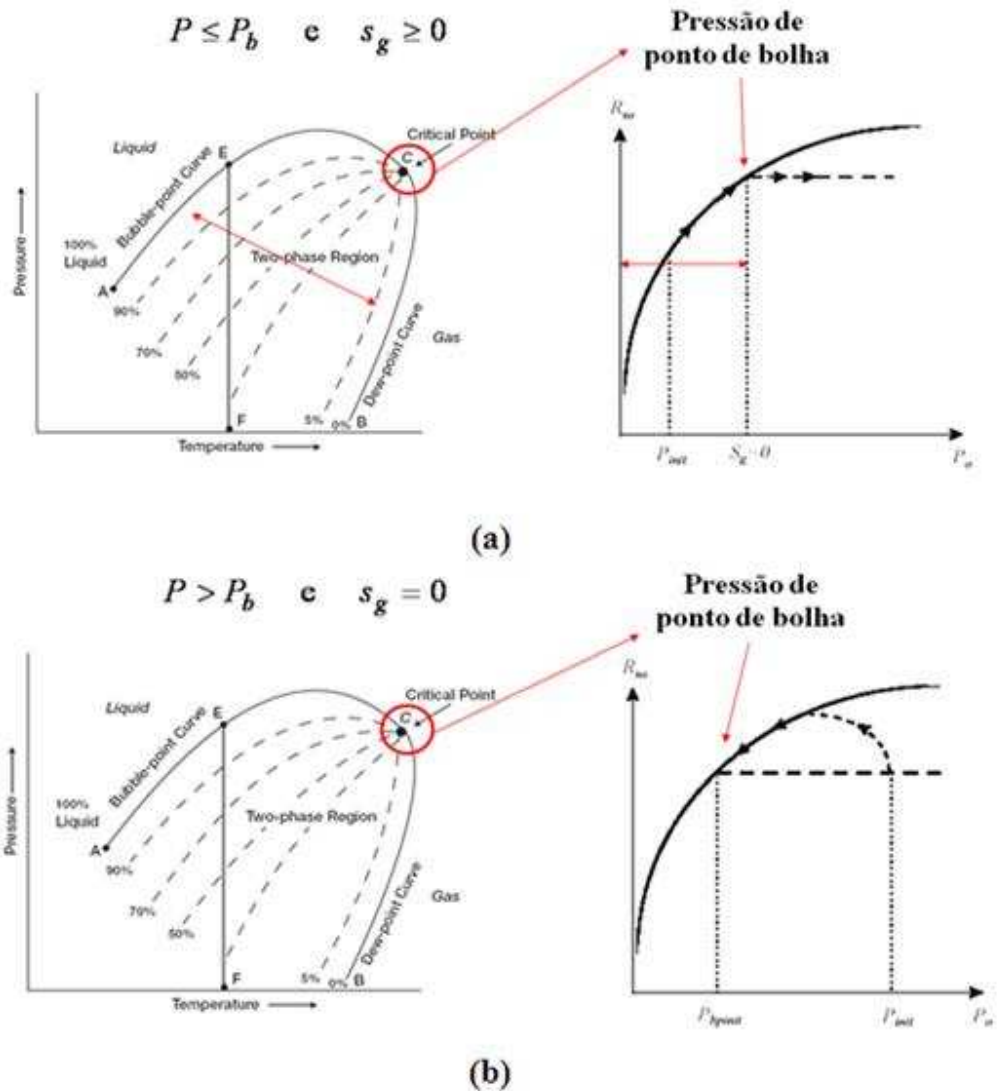 P ≤ P_b e s_g ≥ 0
Pressão de
ponto de bolha
Liquid
E
Critical Point
C
Bubble-point Curve
100%
Liquid
Two-phase Region
Pressure
A
90%
70%
50%
Dew-point Curve
Gas
F
5%
0%
B
Temperature
R_so
P_init
S_g=0
P_o
(a)
P > P_b e s_g = 0
Pressão de
ponto de bolha
Liquid
E
Critical Point
C
Bubble-point Curve
100%
Liquid
Two-phase Region
Pressure
A
90%
70%
50%
Dew-point Curve
Gas
F
5%
0%
B
Temperature
R_so
P_bpoint
P_init
P_o
(b)